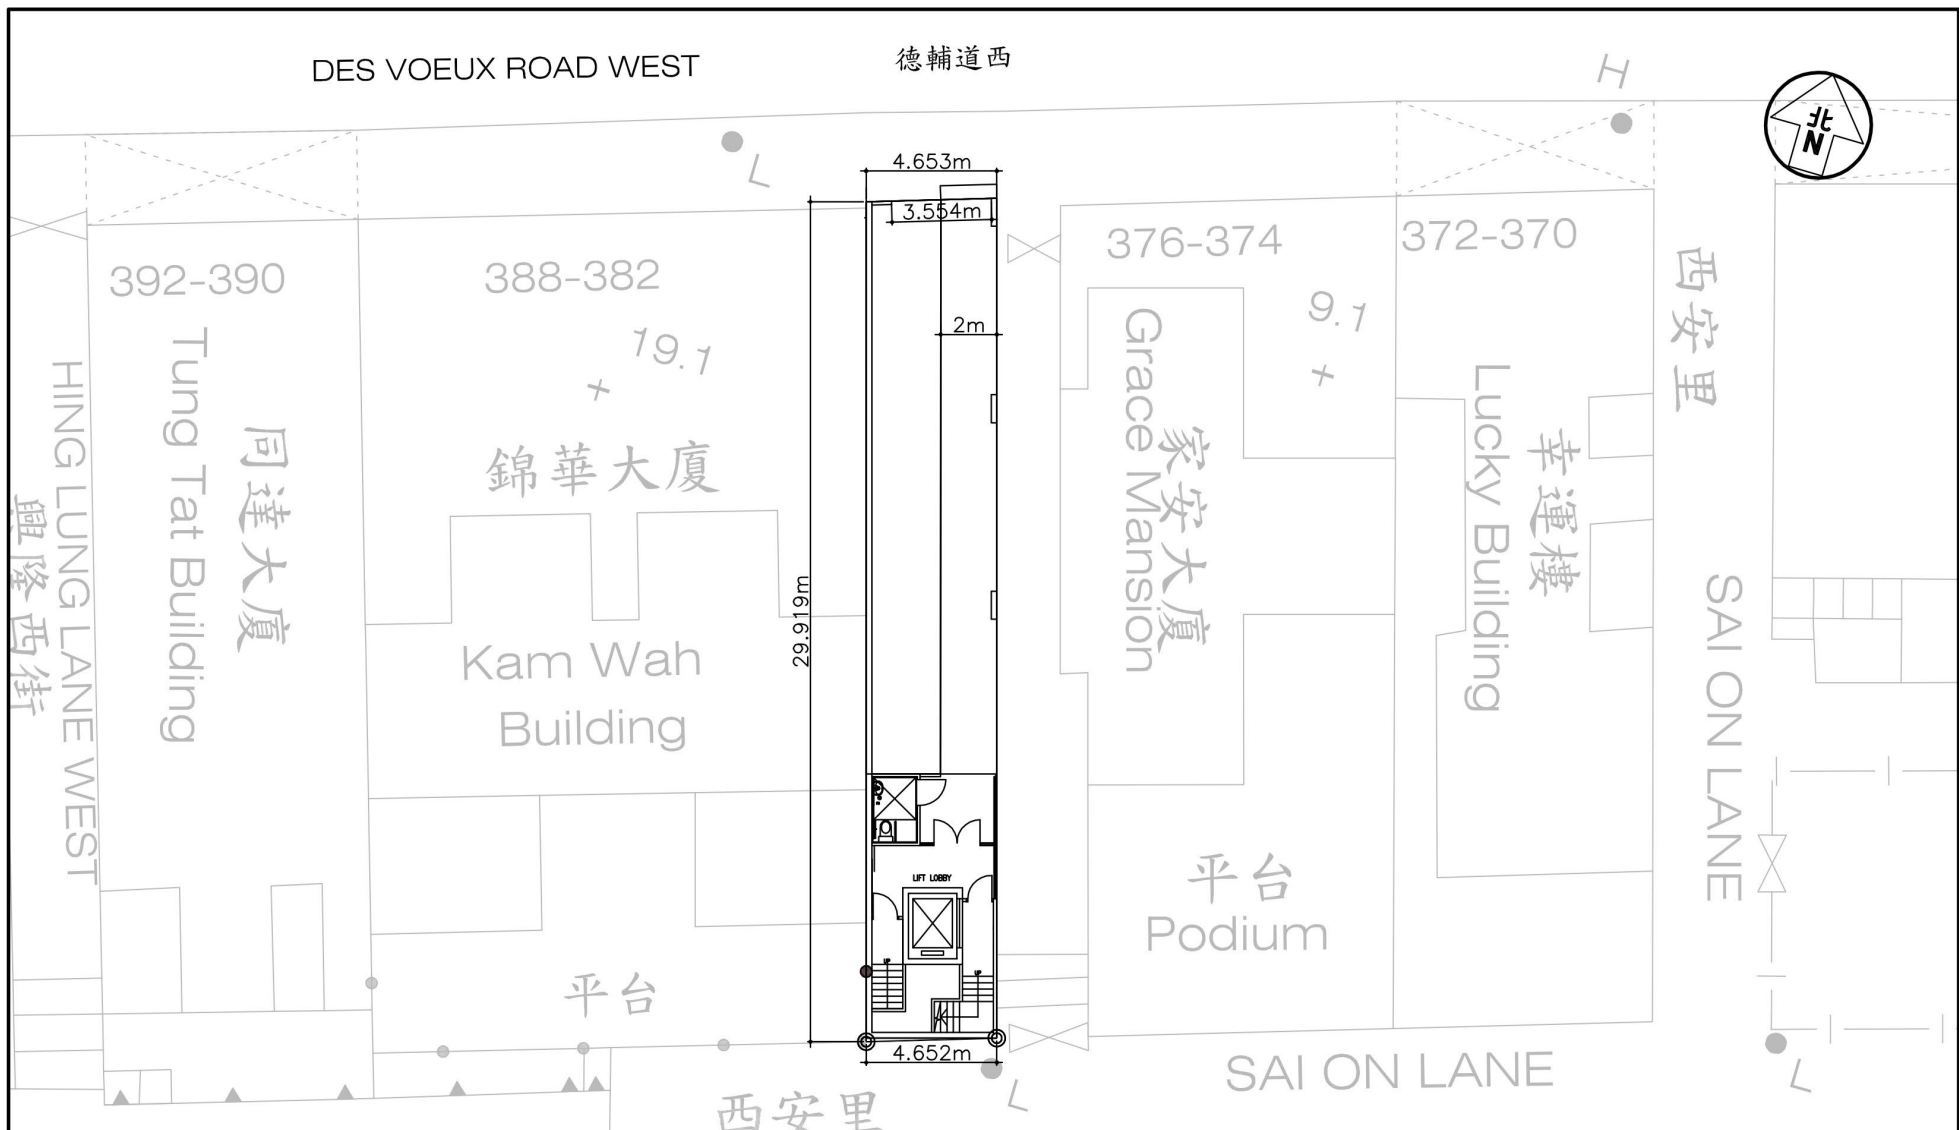 DES VOEUX ROAD WEST
德輔道西
H
北
N
L
4.653m
3.554m
392-390
388-382
376-374
372-370
2m
19.1
9.1
Tung Tat Building
同達大廈
錦華大廈
Kam Wah
Building
Grace Mansion
家安大廈
Lucky Building
幸運樓
西安里
SAI ON LANE
HING LUNG LANE WEST
興隆西街
29.919m
LIFT LOBBY
UP
UP
平台
平台
Podium
4.652m
L
SAI ON LANE
L
西安里